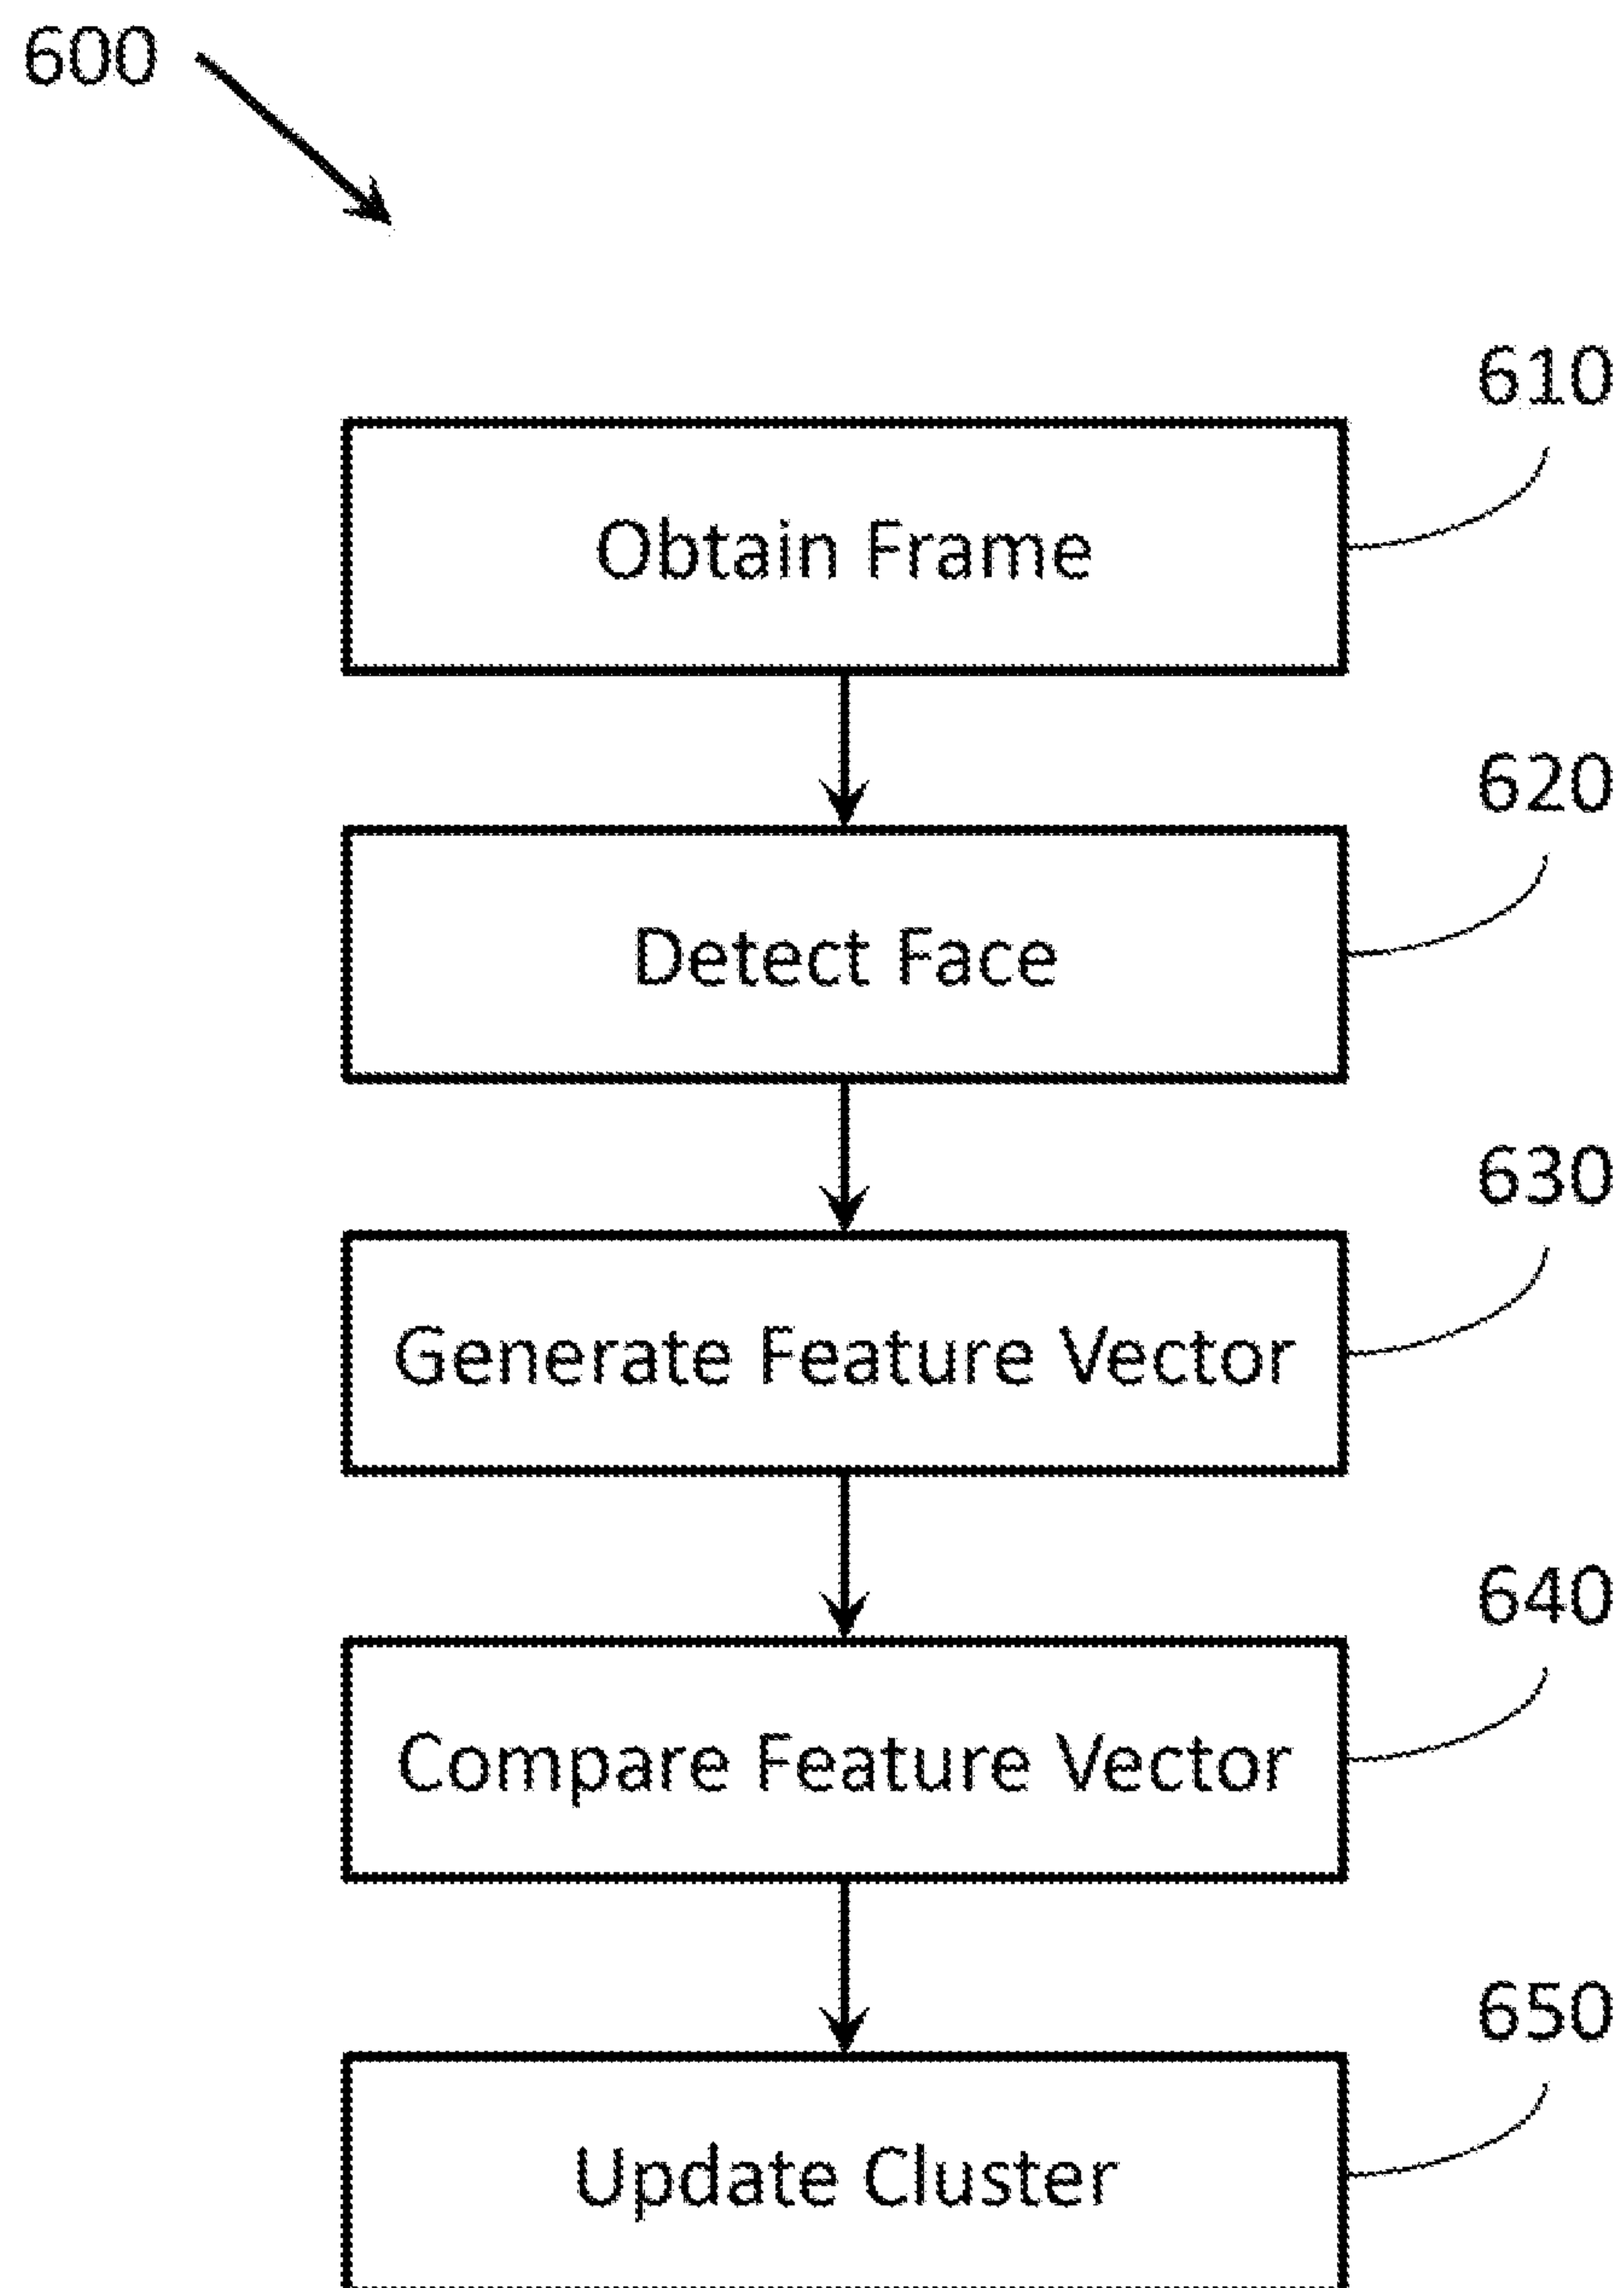 600
610
Obtain Frame
620
Detect Face
630
Generate Feature Vector
640
Compare Feature Vector
650
Update Cluster